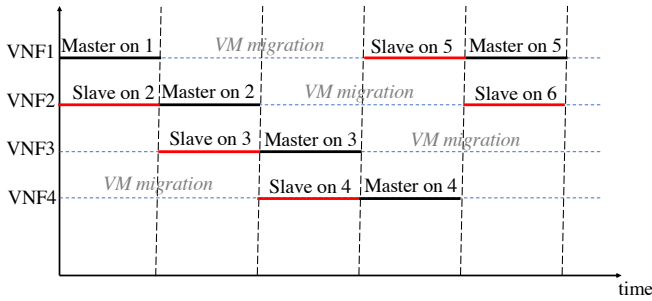 VNF1 Master on 1 VM migration Slave on 5 Master on 5
VNF2 Slave on 2 Master on 2 VM migration Slave on 6
VNF3 Slave on 3 Master on 3 VM migration
VNF4 VM migration Slave on 4 Master on 4
time